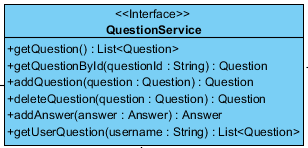 <<Interface>>
QuestionService
+getQuestion() : List<Question>
+getQuestionById(questionId : String) : Question
+addQuestion(question : Question) : Question
+deleteQuestion(question : Question) : Question
+addAnswer(answer : Answer) : Answer
+getUserQuestion(username : String) : List<Question>